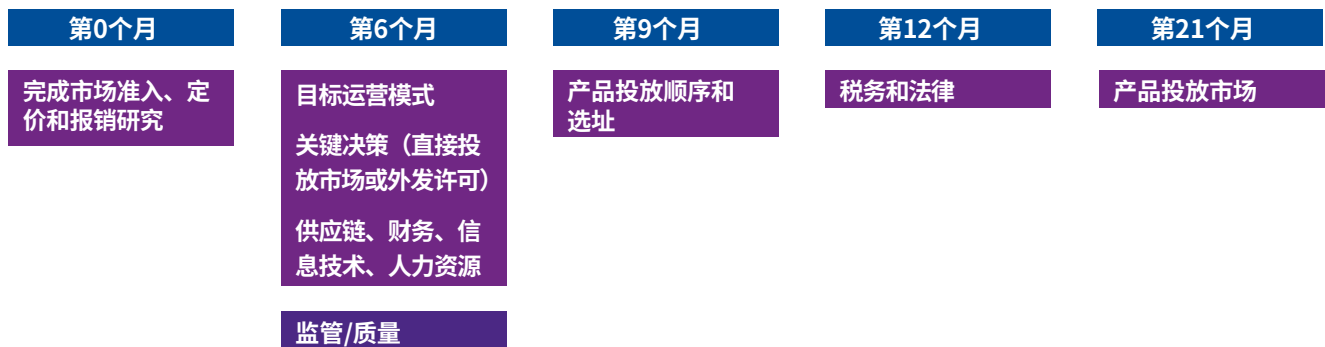 第0个月
第6个月
第9个月
第12个月
第21个月
完成市场准入、定
价和报销研究
目标运营模式
关键决策（直接投
放市场或外发许可）
供应链、财务、信
息技术、人力资源
监管/质量
产品投放顺序和
选址
税务和法律
产品投放市场